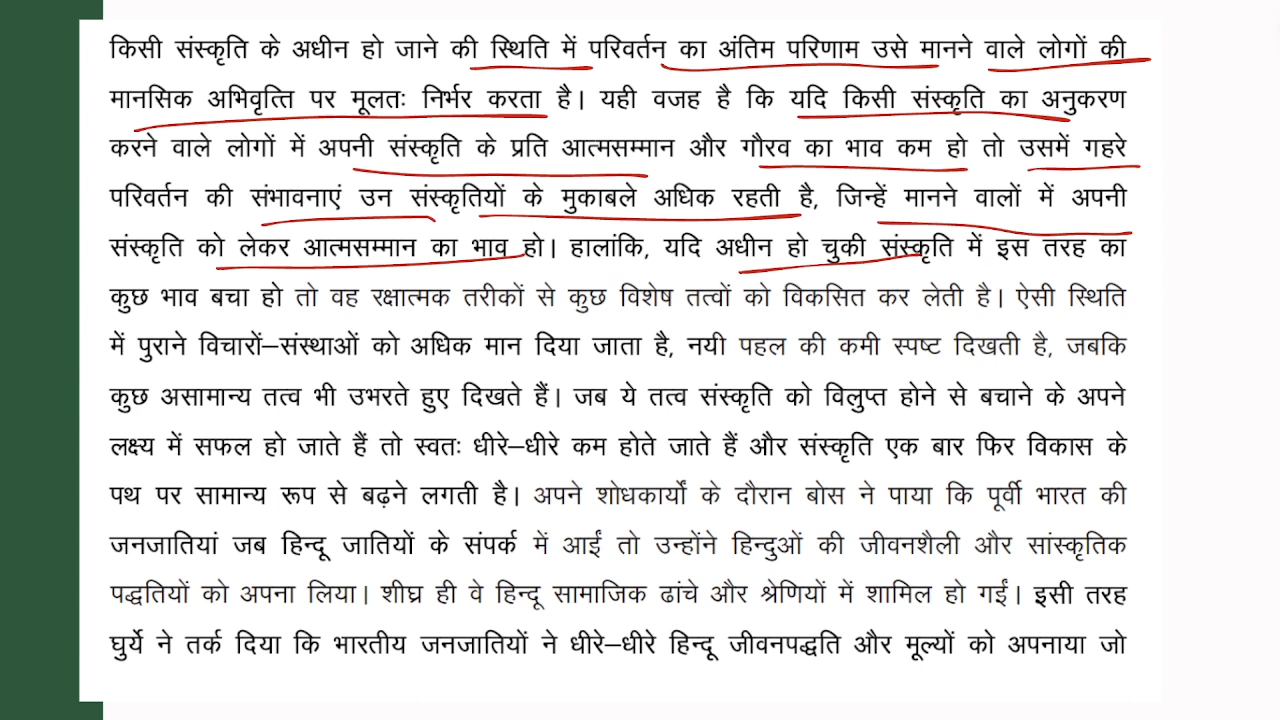 किसी संस्कृति के अधीन हो जाने की स्थिति में परिवर्तन का अंतिम परिणाम उसे मानने वाले लोगों की
मानसिक अभिवृत्ति पर मूलतः निर्भर करता है। यही वजह है कि यदि किसी संस्कृति का अनुकरण
करने वाले लोगों में अपनी संस्कृति के प्रति आत्मसम्मान और गौरव का भाव कम हो तो उसमें गहरे
परिवर्तन की संभावनाएं उन संस्कृतियों के मुकाबले अधिक रहती है, जिन्हें मानने वालों में अपनी
संस्कृति को लेकर आत्मसम्मान का भाव हो। हालांकि, यदि अधीन हो चुकी संस्कृति में इस तरह का
कुछ भाव बचा हो तो वह रक्षात्मक तरीकों से कुछ विशेष तत्वों को विकसित कर लेती है। ऐसी स्थिति
में पुराने विचारों–संस्थाओं को अधिक मान दिया जाता है, नयी पहल की कमी स्पष्ट दिखती है, जबकि
कुछ असामान्य तत्व भी उभरते हुए दिखते हैं। जब ये तत्व संस्कृति को विलुप्त होने से बचाने के अपने
लक्ष्य में सफल हो जाते हैं तो स्वतः धीरे–धीरे कम होते जाते हैं और संस्कृति एक बार फिर विकास के
पथ पर सामान्य रूप से बढ़ने लगती है। अपने शोधकार्यों के दौरान बोस ने पाया कि पूर्वी भारत की
जनजातियां जब हिन्दू जातियों के संपर्क में आईं तो उन्होंने हिन्दुओं की जीवनशैली और सांस्कृतिक
पद्धतियों को अपना लिया। शीघ्र ही वे हिन्दू सामाजिक ढांचे और श्रेणियों में शामिल हो गईं। इसी तरह
घुर्ये ने तर्क दिया कि भारतीय जनजातियों ने धीरे–धीरे हिन्दू जीवनपद्धति और मूल्यों को अपनाया जो